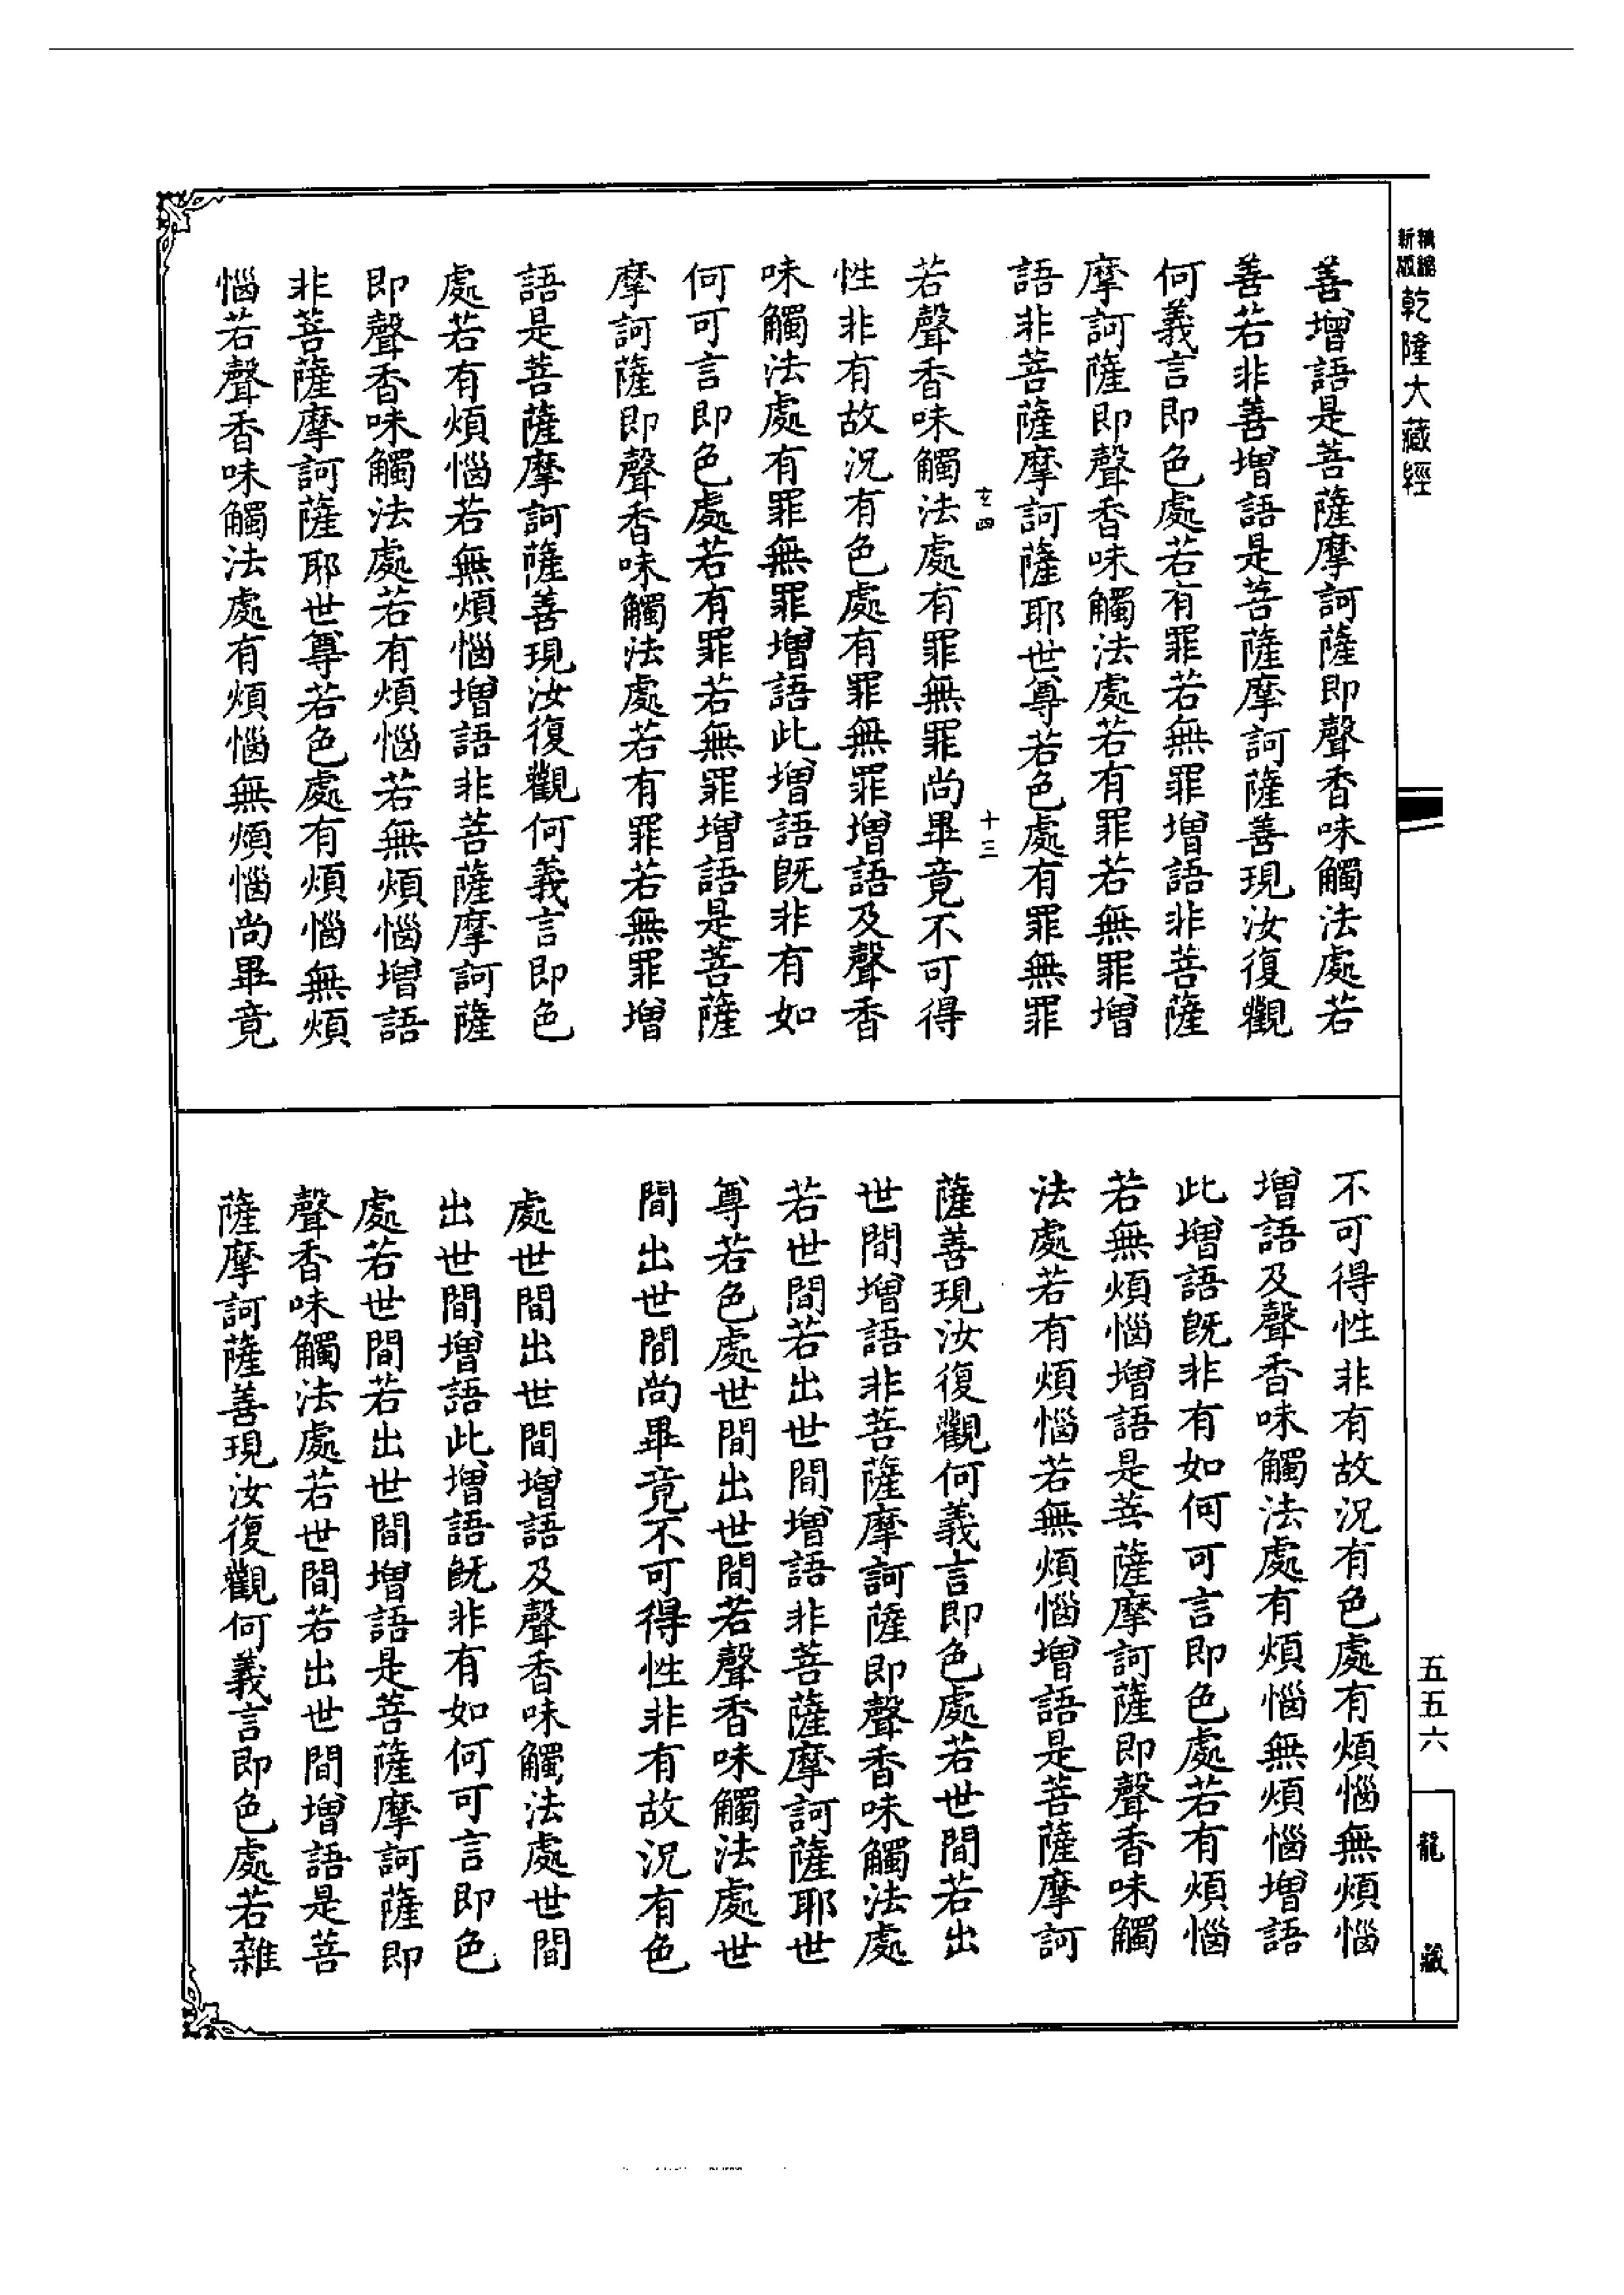 精縮
新版
乾隆大藏經
善增語是菩薩摩訶薩即聲香味觸法處若
善若非善增語是菩薩摩訶薩善現汝復觀
何義言即色處若有罪若無罪增語非菩薩
摩訶薩即聲香味觸法處若有罪若無罪增
語非菩薩摩訶薩耶世尊若色處有罪無罪
十三
若聲香味觸法處有罪無罪尚畢竟不可得
性非有故況有色處有罪無罪增語及聲香
味觸法處有罪無罪增語此增語既非有如
何可言即色處若有罪若無罪增語是菩薩
摩訶薩即聲香味觸法處若有罪若無罪增
語是菩薩摩訶薩善現汝復觀何義言即色
處若有煩惱若無煩惱增語非菩薩摩訶薩
即聲香味觸法處若有煩惱若無煩惱增語
非菩薩摩訶薩耶世尊若色處有煩惱無煩
惱若聲香味觸法處有煩惱無煩惱尚畢竟
不可得性非有故況有色處有煩惱無煩惱
增語及聲香味觸法處有煩惱無煩惱增語
此增語既非有如何可言即色處若有煩惱
若無煩惱增語是菩薩摩訶薩即聲香味觸
法處若有煩惱若無煩惱增語是菩薩摩訶
薩善現汝復觀何義言即色處若世間若出
世間增語非菩薩摩訶薩即聲香味觸法處
若世間若出世間增語非菩薩摩訶薩耶世
尊若色處世間出世間若聲香味觸法處世
間出世間尚畢竟不可得性非有故況有色
處世間出世間增語及聲香味觸法處世間
出世間增語此增語既非有如何可言即色
處若世間若出世間增語是菩薩摩訶薩即
聲香味觸法處若世間若出世間增語是菩
薩摩訶薩善現汝復觀何義言即色處若雜
五五六
龍藏